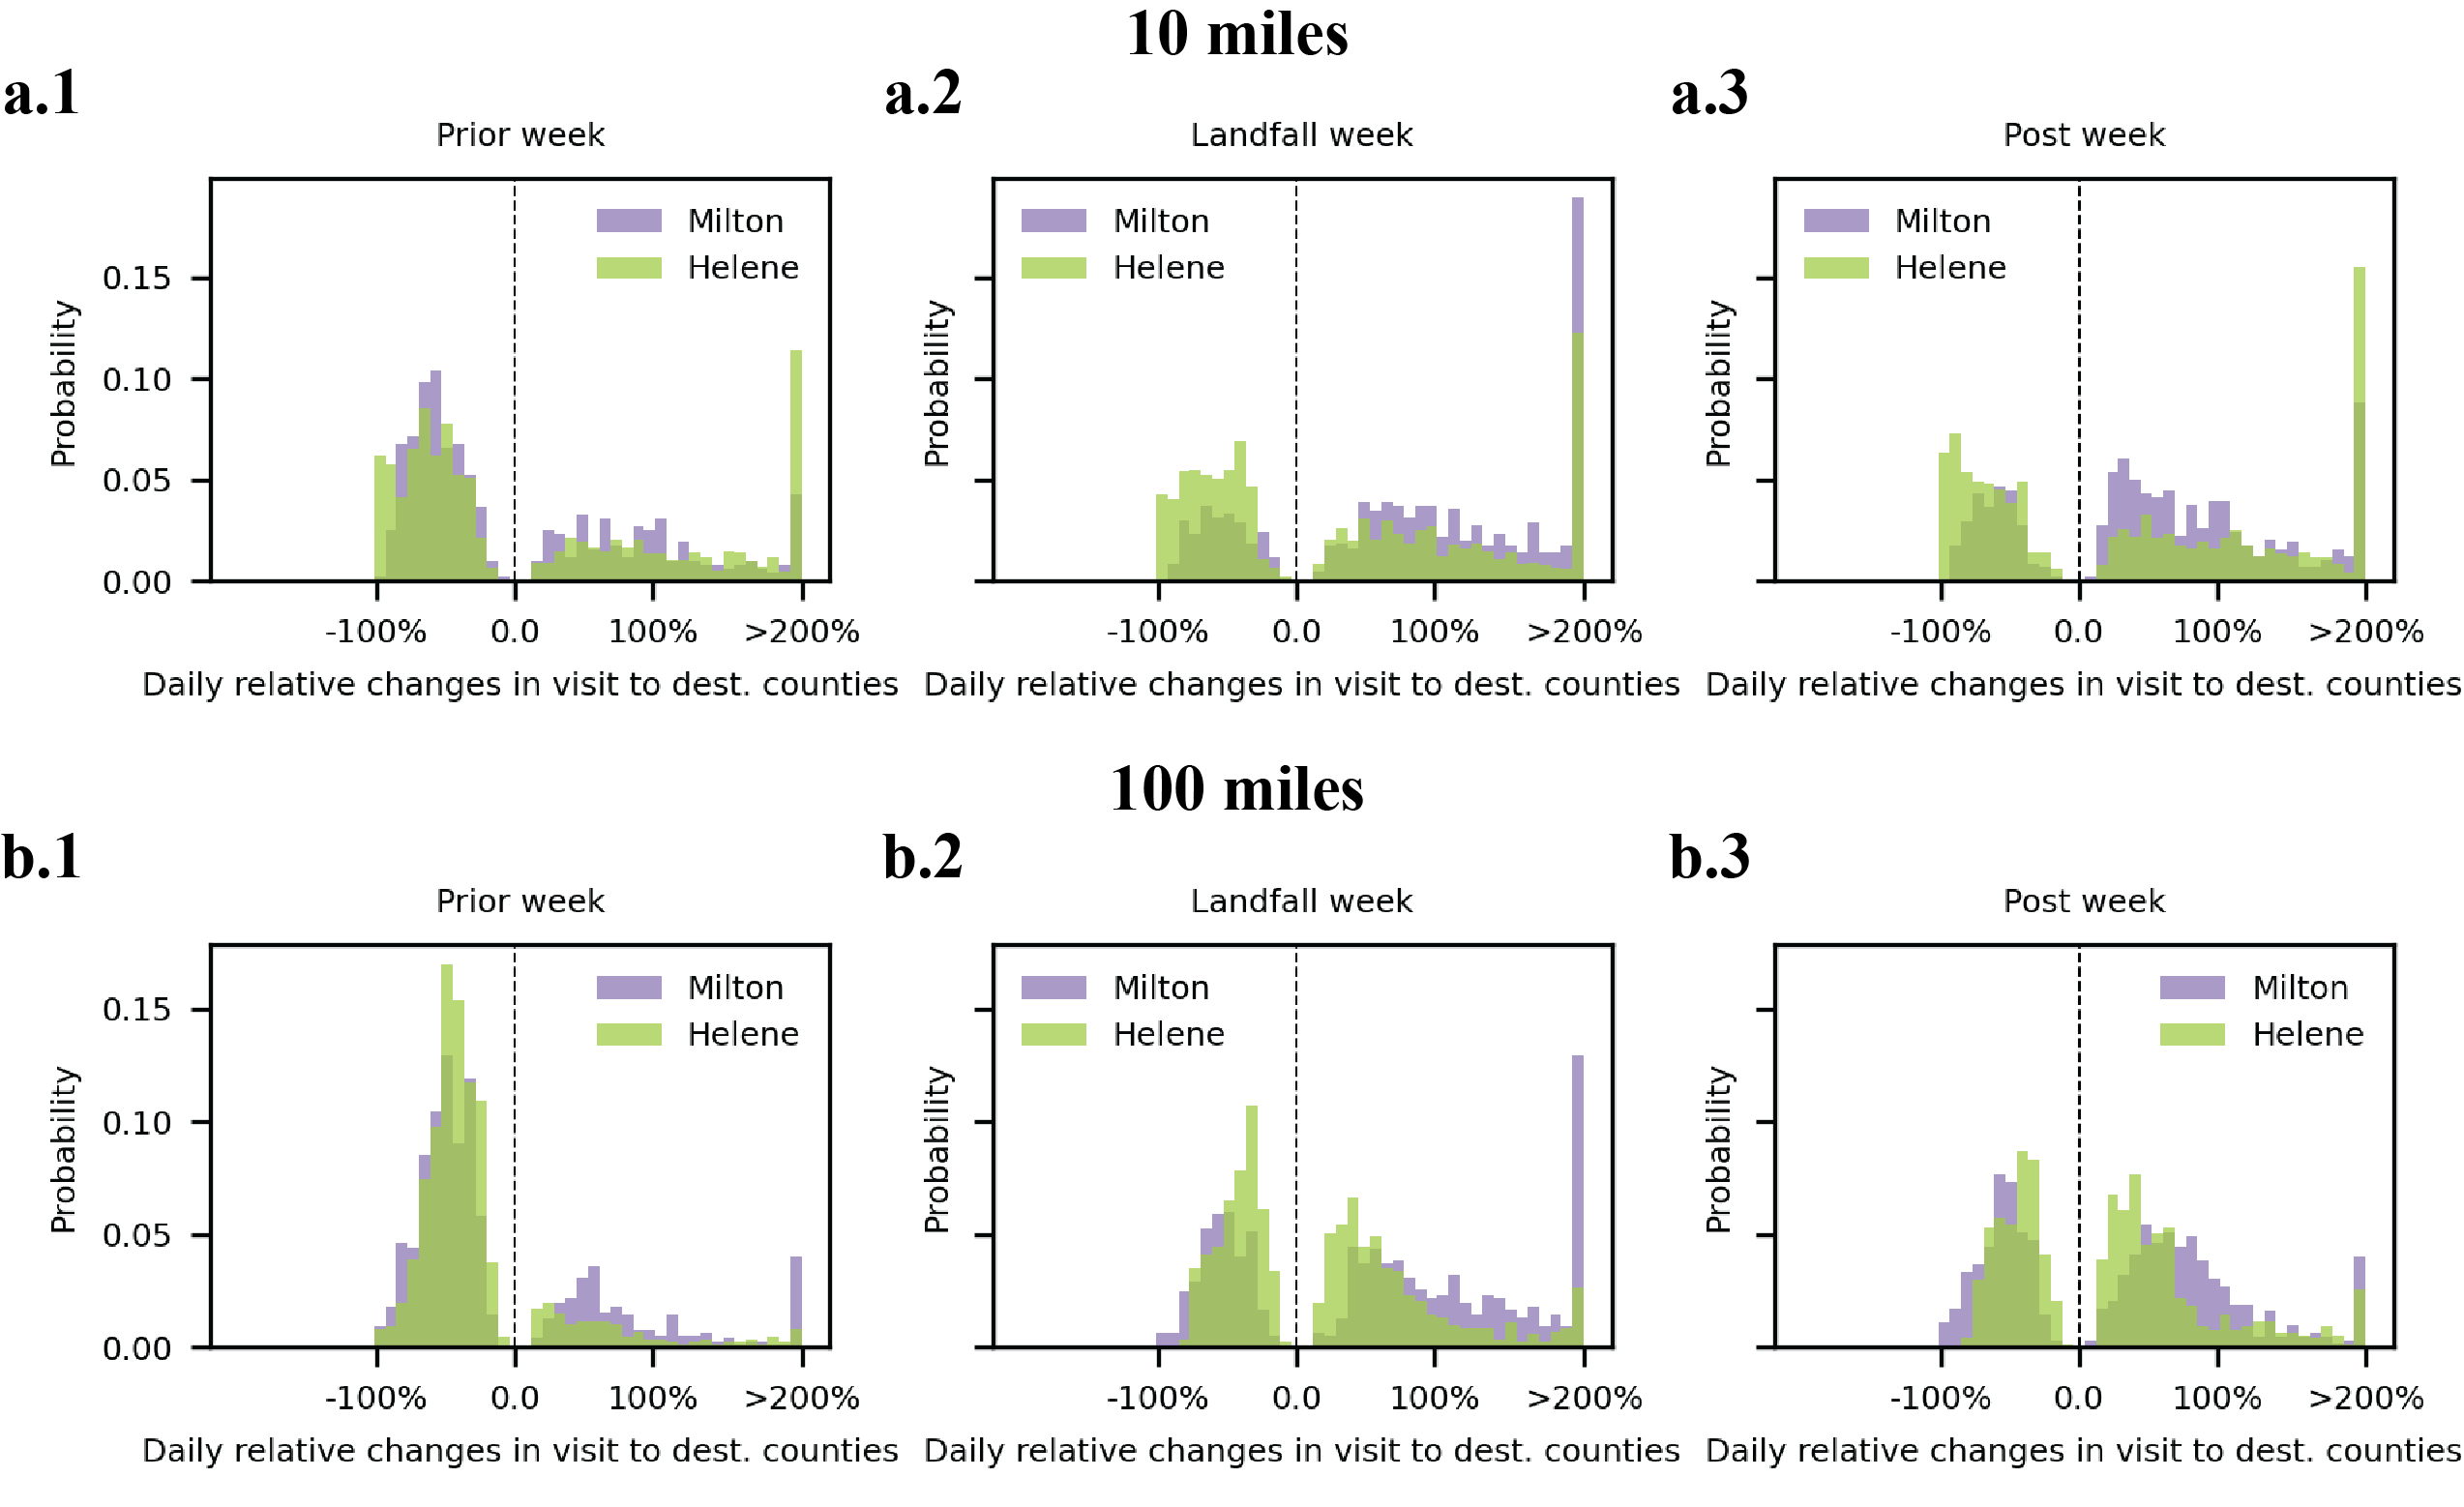 10 miles
a.1
a.2
a.3
Prior week
Landfall week
Post week
Milton
Helene
Milton
Helene
Milton
Helene
Probability
0.15
0.10
0.05
0.00
Probability
Probability
-100% 0.0 100% >200%
-100% 0.0 100% >200%
-100% 0.0 100% >200%
Daily relative changes in visit to dest. counties
Daily relative changes in visit to dest. counties
Daily relative changes in visit to dest. counties
100 miles
b.1
b.2
b.3
Prior week
Landfall week
Post week
Milton
Helene
Milton
Helene
Milton
Helene
Probability
0.15
0.10
0.05
0.00
Probability
Probability
-100% 0.0 100% >200%
-100% 0.0 100% >200%
-100% 0.0 100% >200%
Daily relative changes in visit to dest. counties
Daily relative changes in visit to dest. counties
Daily relative changes in visit to dest. counties